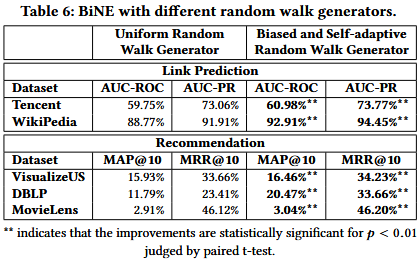 Table 6: BiNE with different random walk generators.
Uniform Random Walk Generator Biased and Self-adaptive Random Walk Generator
Link Prediction
Dataset AUC-ROC AUC-PR AUC-ROC AUC-PR
Tencent 59.75% 73.06% 60.98%** 73.77%**
WikiPedia 88.77% 91.91% 92.91%** 94.45%**
Recommendation
Dataset MAP@10 MRR@10 MAP@10 MRR@10
VisualizeUS 15.93% 33.66% 16.46%** 34.23%**
DBLP 11.79% 23.41% 20.47%** 33.66%**
MovieLens 2.91% 46.12% 3.04%** 46.20%**
** indicates that the improvements are statistically significant for p < 0.01
judged by paired t-test.